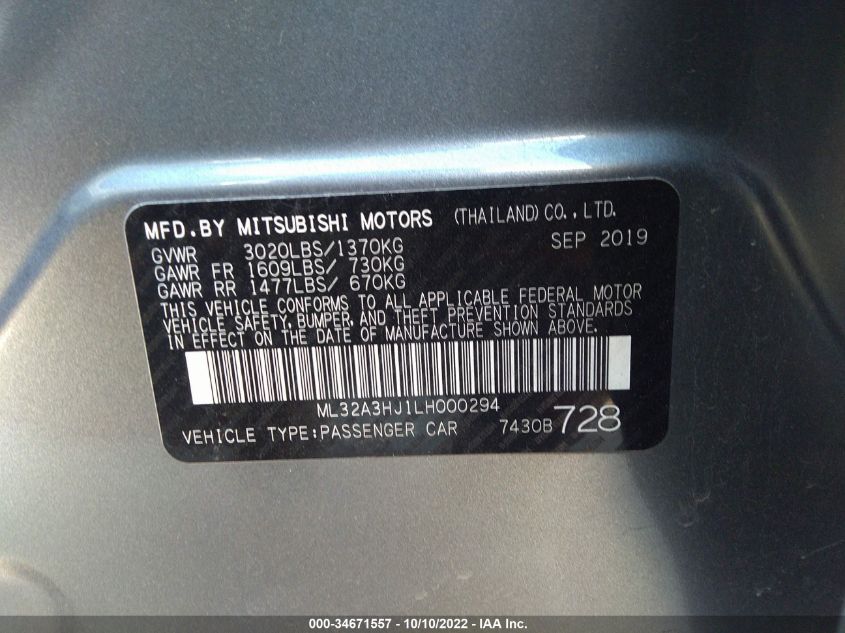 MFD.BY MITSUBISHI MOTORS (THAILAND)CO.,LTD.
GVWR 3020LBS/1370KG SEP 2019
GAWR FR 1609LBS/ 730KG
GAWR RR 1477LBS/ 670KG
THIS VEHICLE CONFORMS TO ALL APPLICABLE FEDERAL MOTOR
VEHICLE SAFETY, BUMPER, AND THEFT PREVENTION STANDARDS
IN EFFECT ON THE DATE OF MANUFACTURE SHOWN ABOVE.
ML32A3HJ1LH000294
VEHICLE TYPE:PASSENGER CAR 7430B 728
000-34671557 - 10/10/2022 - IAA Inc.